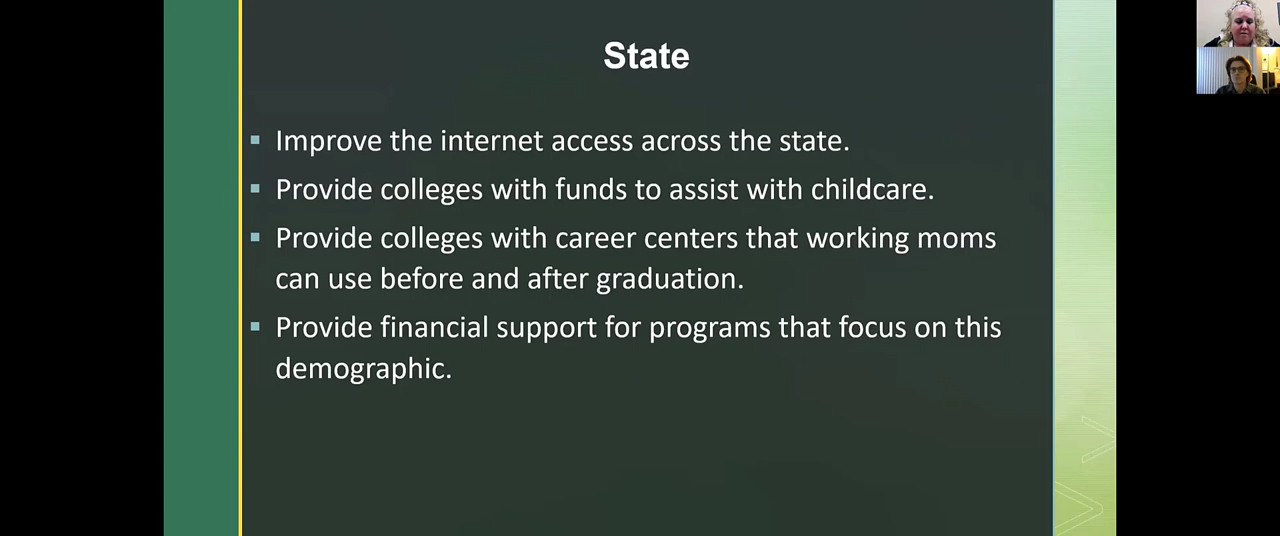 State
▪ Improve the internet access across the state.
▪ Provide colleges with funds to assist with childcare.
▪ Provide colleges with career centers that working moms
can use before and after graduation.
▪ Provide financial support for programs that focus on this
demographic.